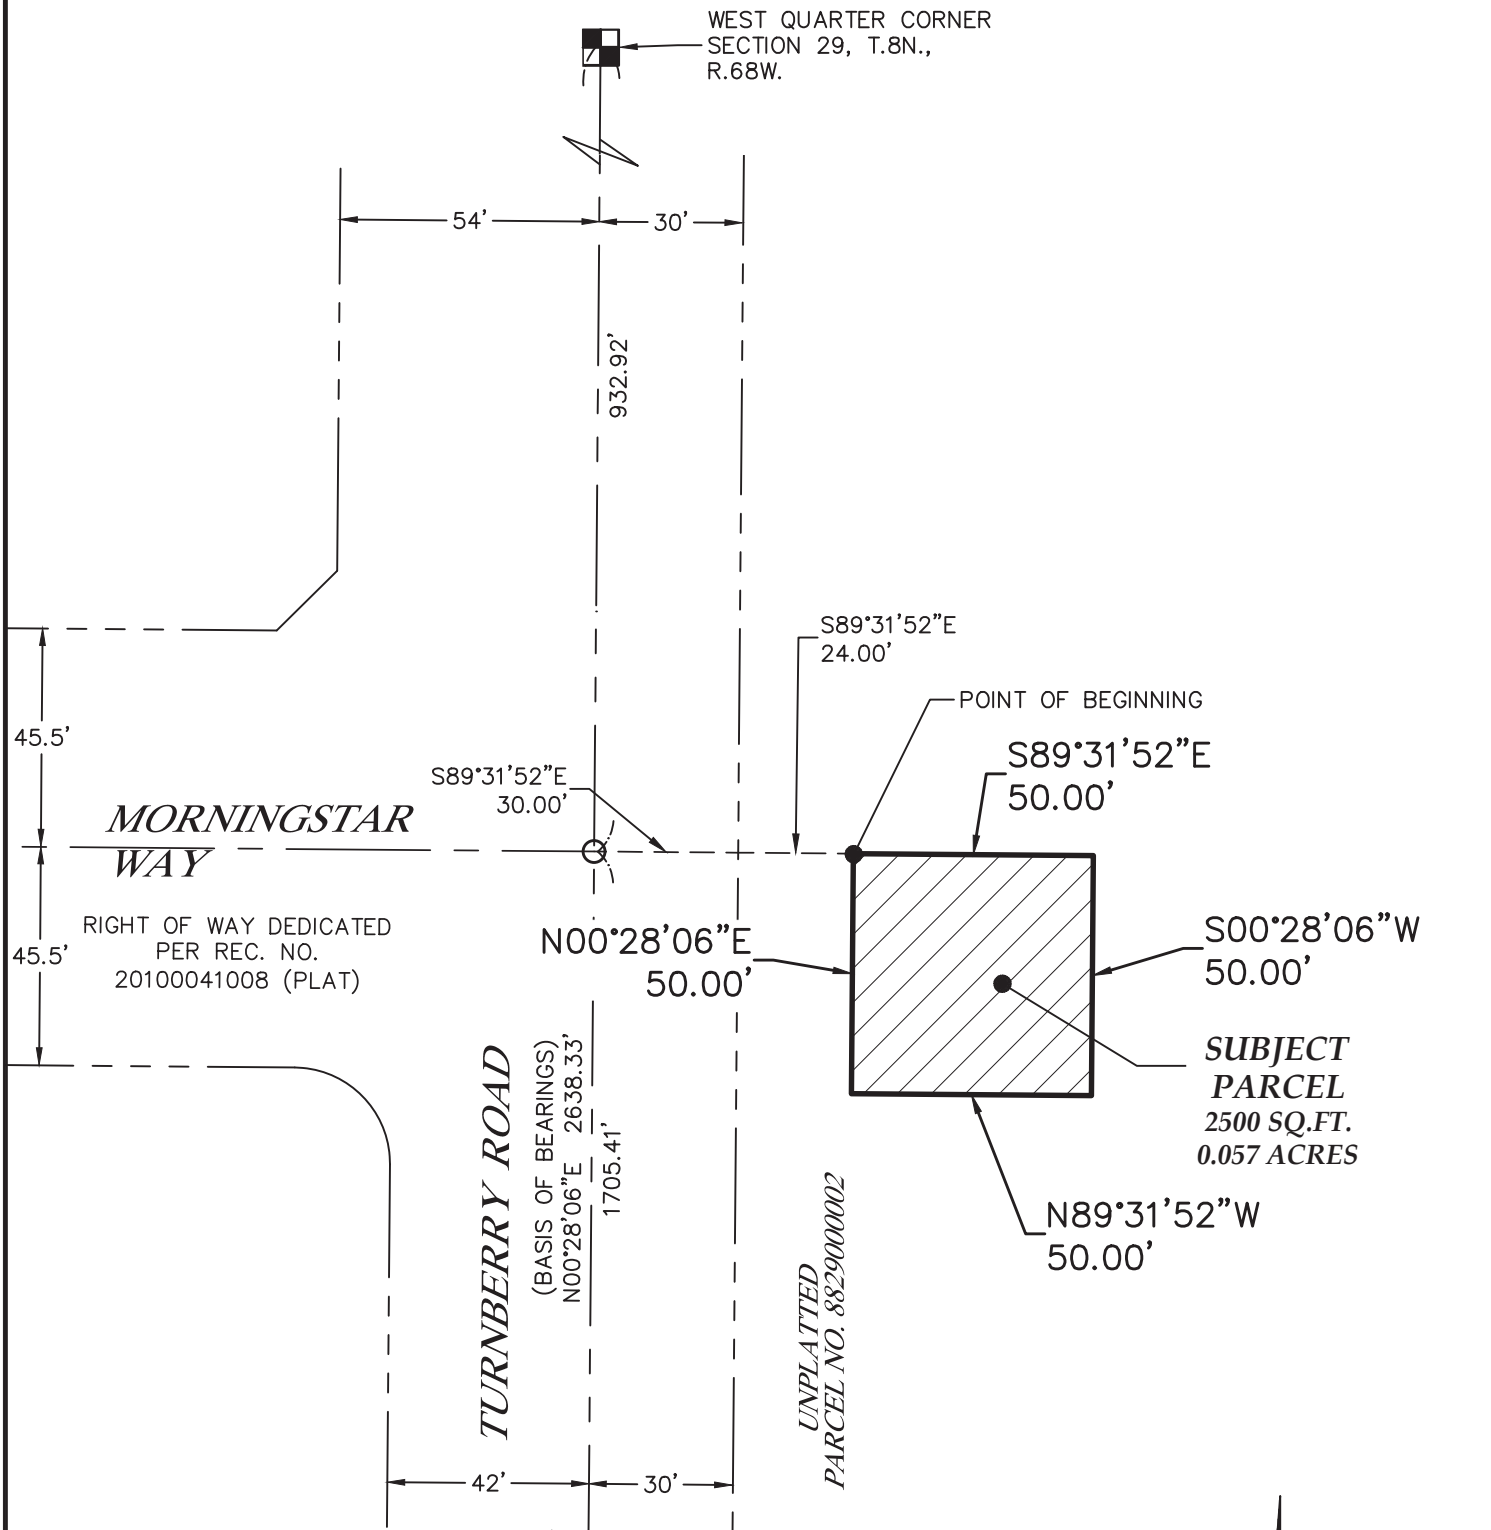 WEST QUARTER CORNER
SECTION 29, T.8N.,
R.68W.
54'
30'
932.92'
S89°31'52"E
24.00'
POINT OF BEGINNING
S89°31'52"E
50.00'
45.5'
S89°31'52"E
30.00'
MORNINGSTAR
WAY
RIGHT OF WAY DEDICATED
PER REC. NO.
20100041008 (PLAT)
45.5'
N00°28'06"E
50.00'
S00°28'06"W
50.00'
SUBJECT
PARCEL
2500 SQ.FT.
0.057 ACRES
TURNBERRY ROAD
(BASIS OF BEARINGS)
N00°28'06"E 2638.33'
1705.41'
N89°31'52"W
50.00'
UNPLATTED
PARCEL NO. 8829000002
42'
30'